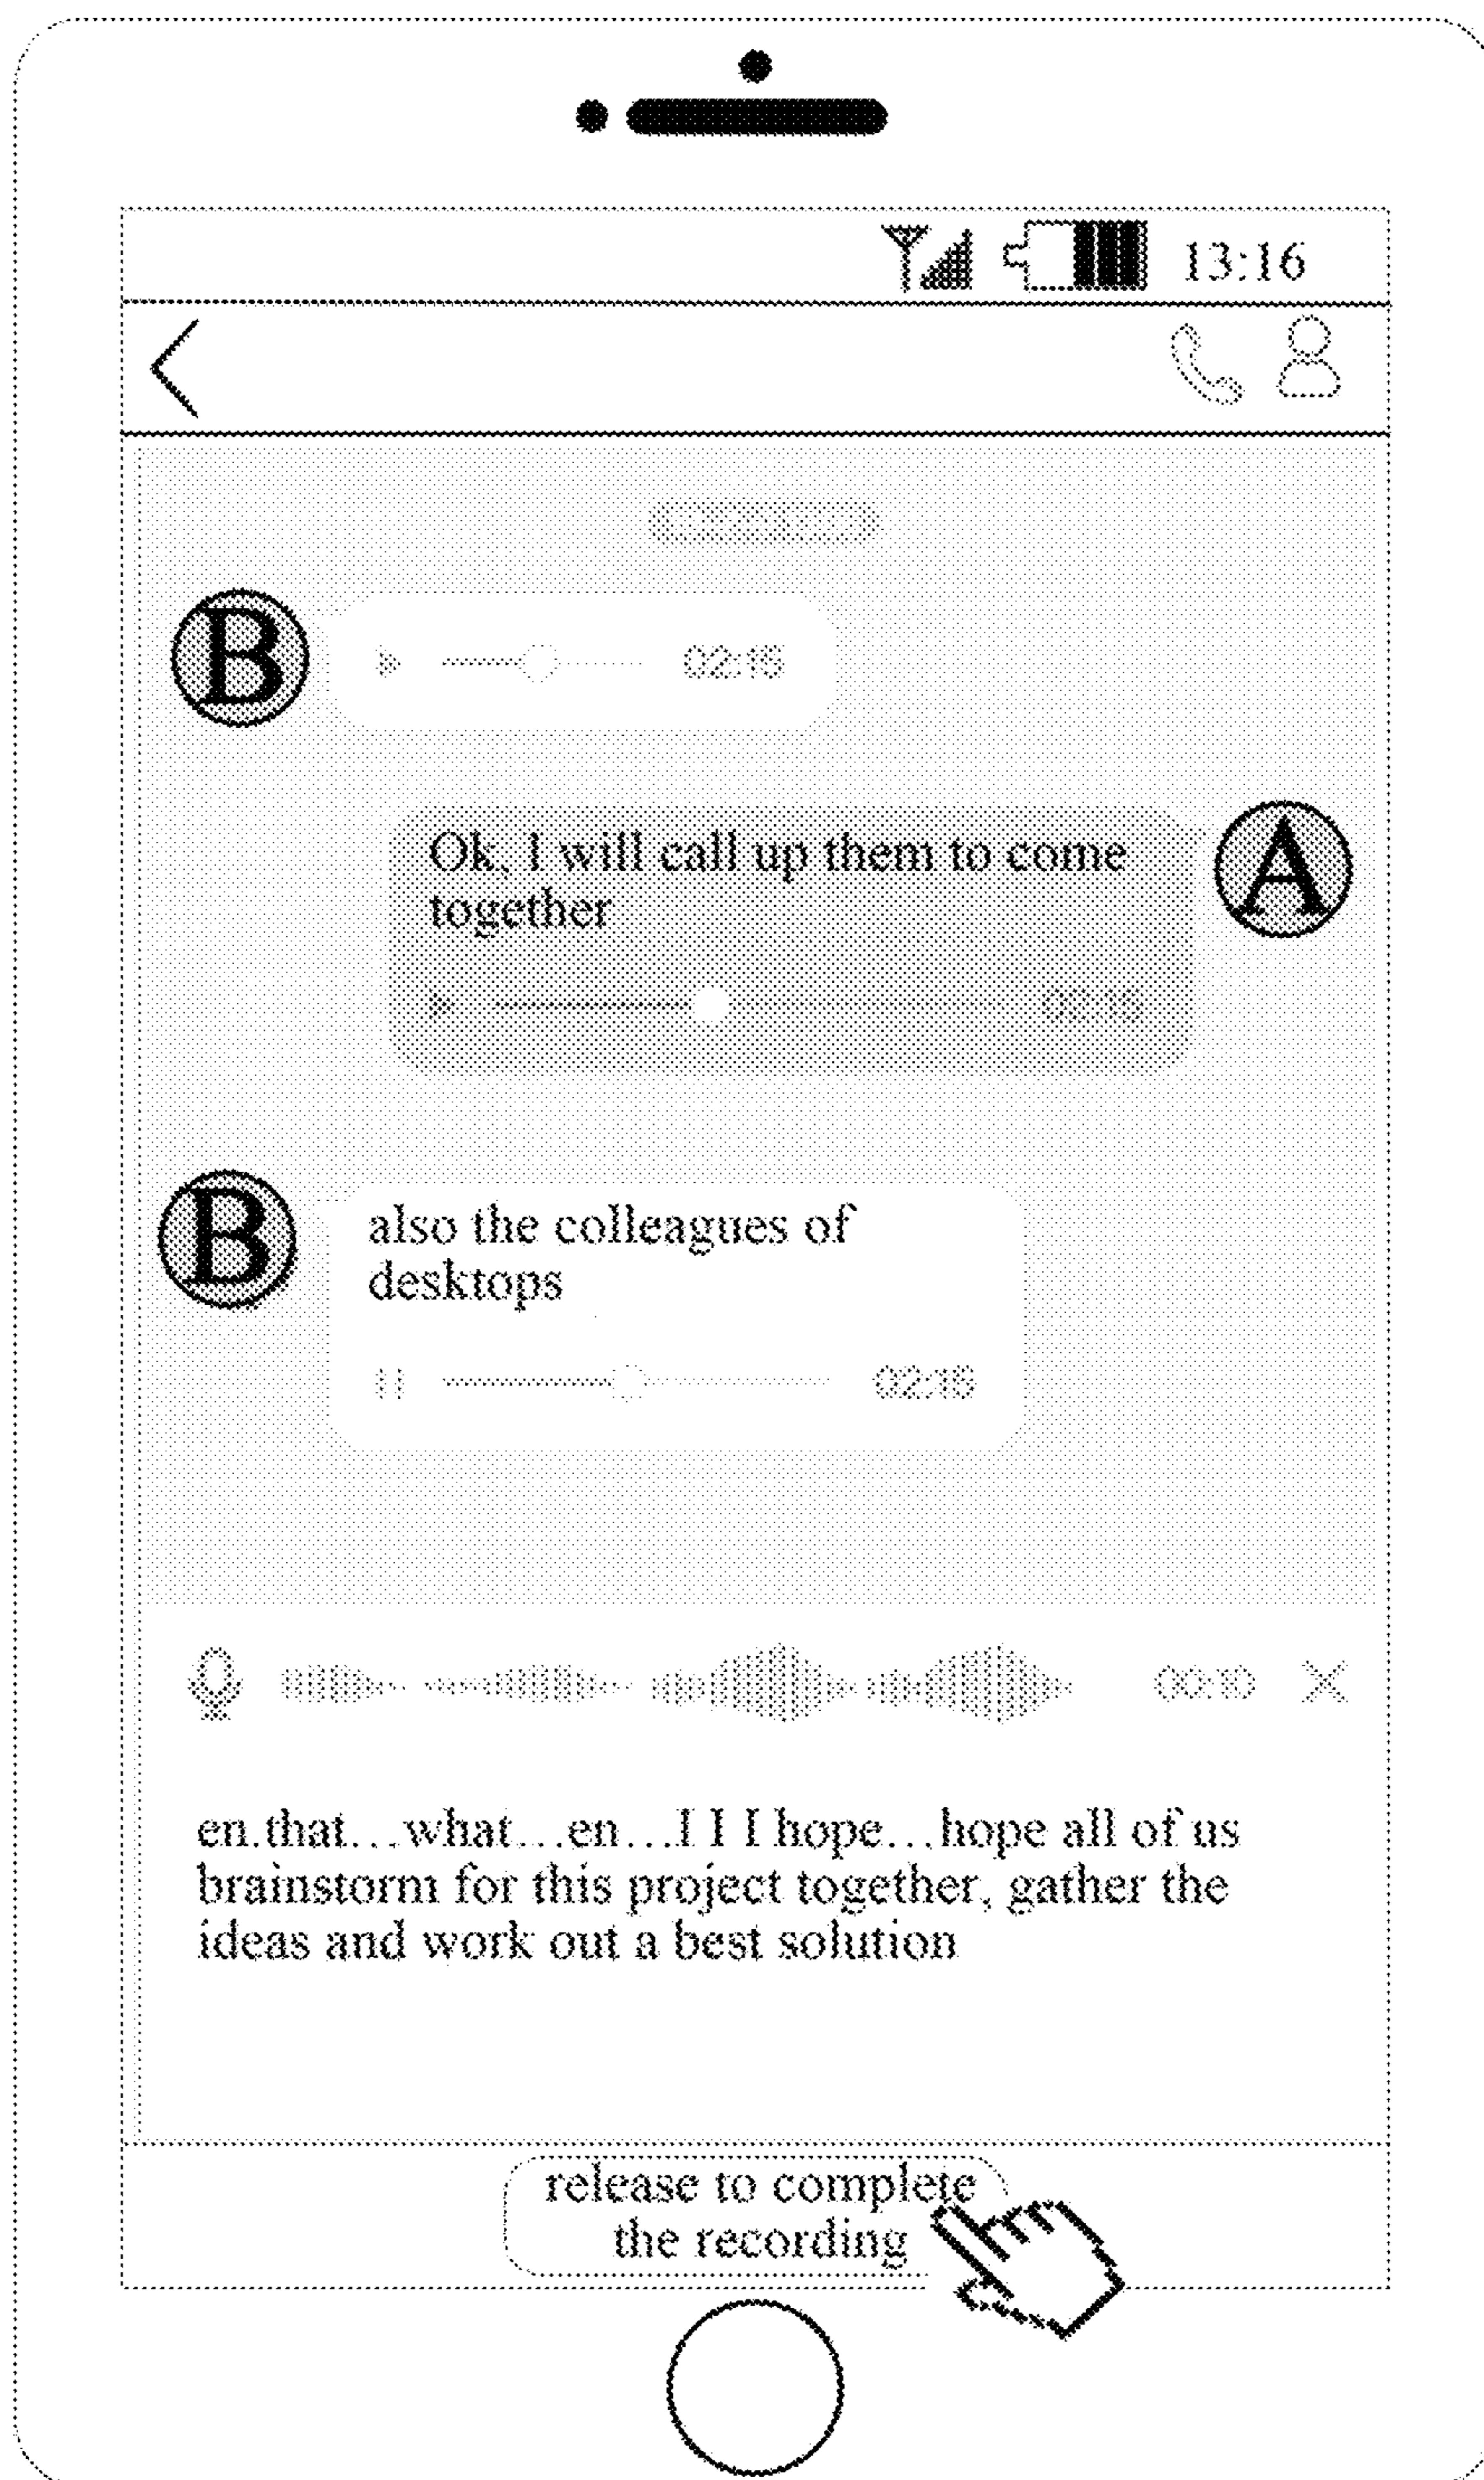 13:16
B
02:15
Ok, I will call up them to come
together
A
B
also the colleagues of
desktops
en.that...what...en...I I I hope...hope all of us
brainstorm for this project together, gather the
ideas and work out a best solution
release to complete
the recording